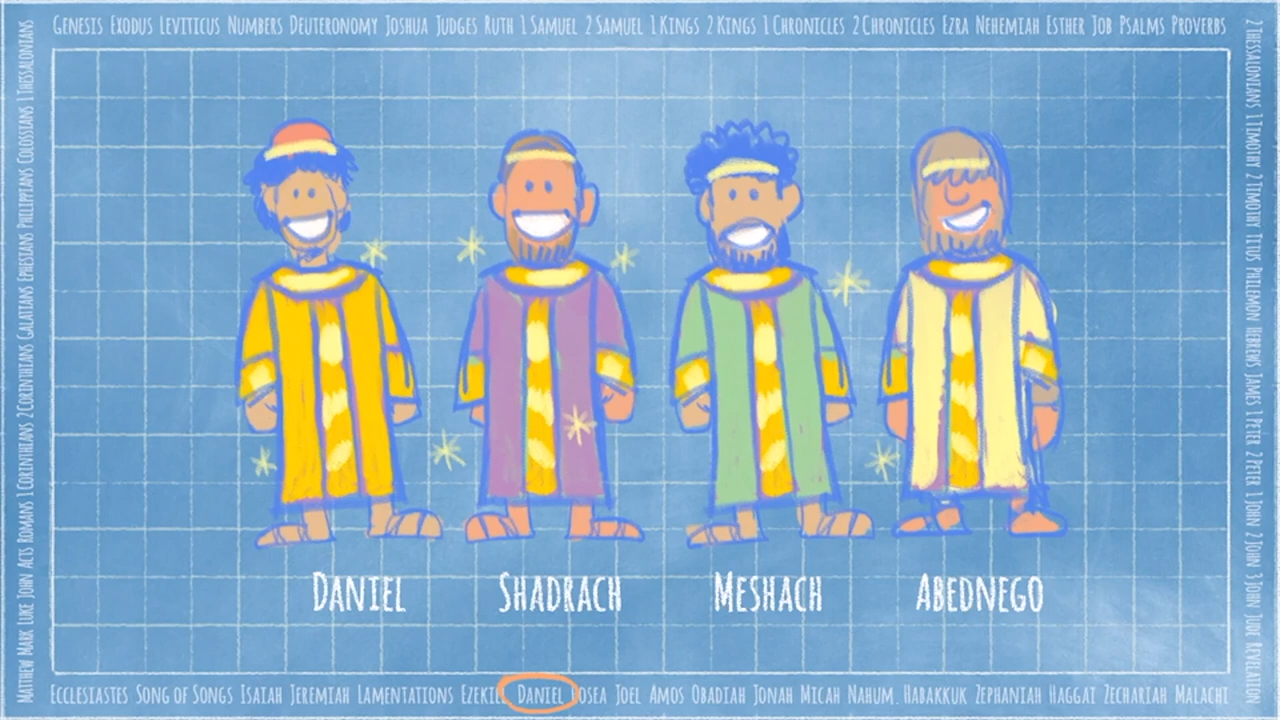 Genesis Exodus Leviticus Numbers Deuteronomy Joshua Judges Ruth 1 Samuel 2 Samuel 1 Kings 2 Kings 1 Chronicles 2 Chronicles Ezra Nehemiah Esther Job Psalms Proverbs
Daniel Shadrach Meshach Abednego
Ecclesiastes Song of Songs Isaiah Jeremiah Lamentations Ezekiel Daniel Hosea Joel Amos Obadiah Jonah Micah Nahum Habakkuk Zephaniah Haggai Zechariah Malachi
Matthew Mark Luke John Acts Romans 1 Corinthians 2 Corinthians Galatians Ephesians Philippians Colossians 1 Thessalonians
2 Thessalonians 1 Timothy 2 Timothy Titus Philemon Hebrews James 1 Peter 2 Peter 1 John 2 John 3 John Jude Revelation